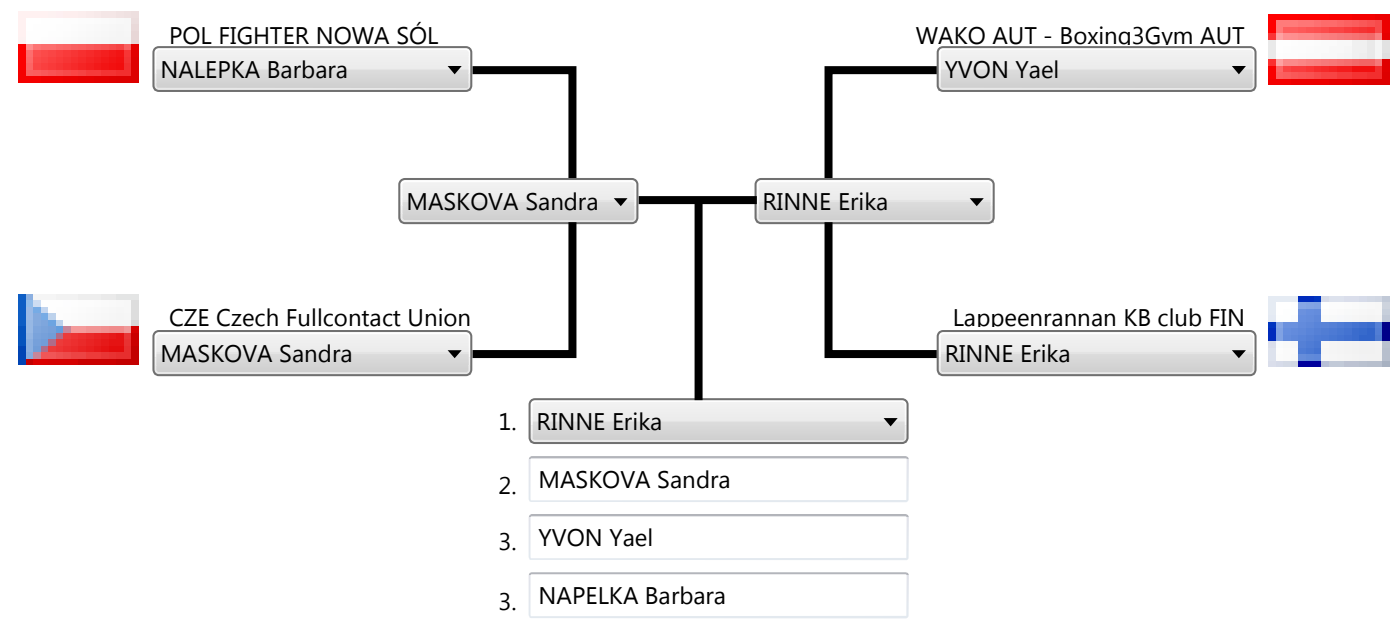 POL FIGHTER NOWA SÓL
NALEPKA Barbara
WAKO AUT - Boxing3Gym AUT
YVON Yael
MASKOVA Sandra
RINNE Erika
CZE Czech Fullcontact Union
MASKOVA Sandra
Lappeenrannan KB club FIN
RINNE Erika
1. RINNE Erika
2. MASKOVA Sandra
3. YVON Yael
3. NAPELKA Barbara